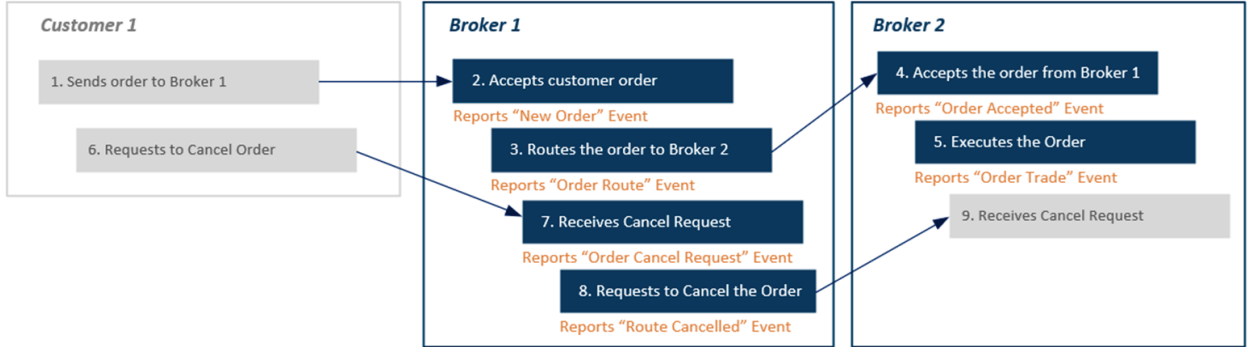 Customer 1
1. Sends order to Broker 1
6. Requests to Cancel Order
Broker 1
2. Accepts customer order
Reports “New Order” Event
3. Routes the order to Broker 2
Reports “Order Route” Event
7. Receives Cancel Request
Reports “Order Cancel Request” Event
8. Requests to Cancel the Order
Reports “Route Cancelled” Event
Broker 2
4. Accepts the order from Broker 1
Reports “Order Accepted” Event
5. Executes the Order
Reports “Order Trade” Event
9. Receives Cancel Request